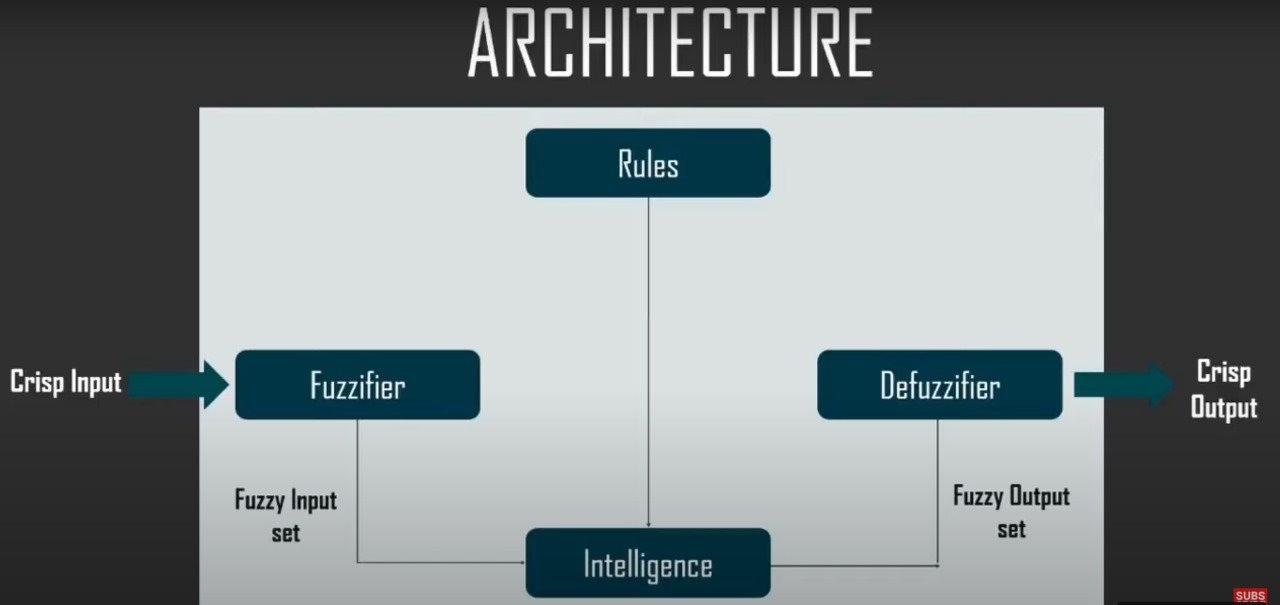 ARCHITECTURE
Rules
Crisp Input
Fuzzifier
Defuzzifier
Crisp
Output
Fuzzy Input
set
Fuzzy Output
set
Intelligence
SUBS